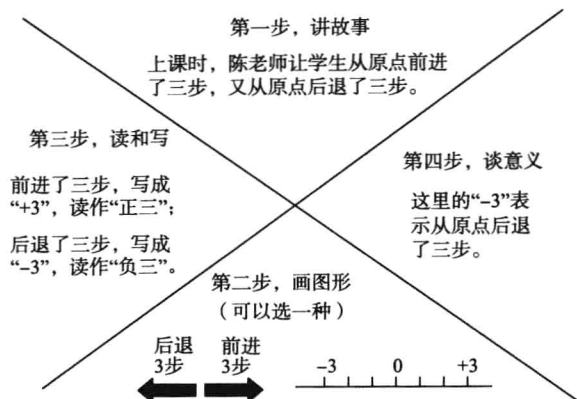 第一步，讲故事
上课时，陈老师让学生从原点前进
了三步，又从原点后退了三步。
第三步，读和写
前进了三步，写成
“+3”，读作“正三”；
后退了三步，写成
“−3”，读作“负三”。
第四步，谈意义
这里的“−3”表
示从原点后退
了三步。
第二步，画图形
（可以选一种）
后退 前进
3步 3步
−3 0 +3